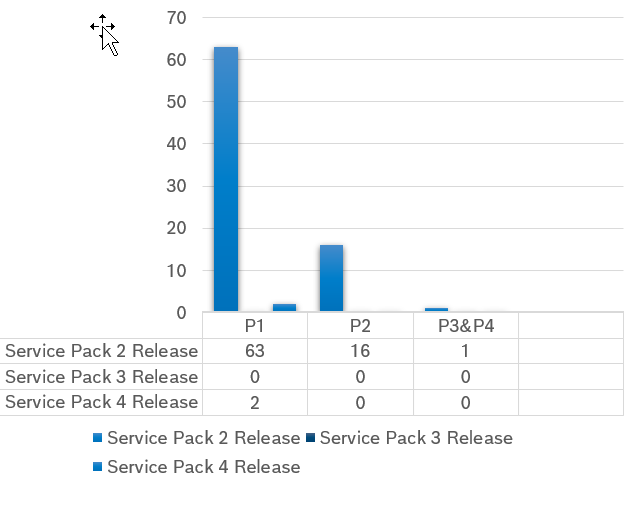 70
60
50
40
30
20
10
0
P1 P2 P3&P4
Service Pack 2 Release 63 16 1
Service Pack 3 Release 0 0 0
Service Pack 4 Release 2 0 0
Service Pack 2 Release Service Pack 3 Release
Service Pack 4 Release